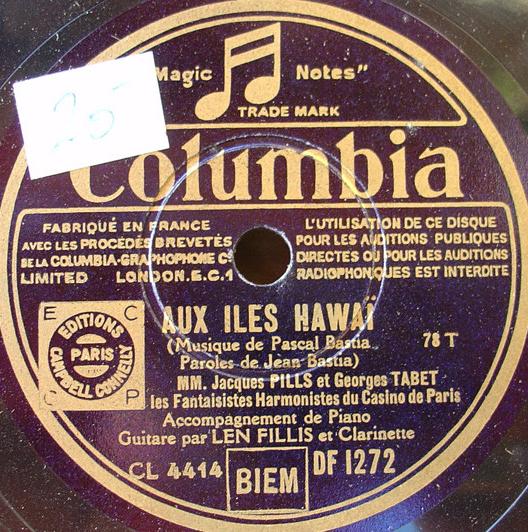 "Magic Notes"
TRADE MARK
20
Columbia
FABRIQUÉ EN FRANCE
AVEC LES PROCÉDÉS BREVETÉS
DE LA COLUMBIA-GRAPHOPHONE Cº
LIMITED LONDON.E.C.1
L'UTILISATION DE CE DISQUE
POUR LES AUDITIONS PUBLIQUES
DIRECTES OU POUR LES AUDITIONS
RADIOPHONIQUES EST INTERDITE
E C
EDITIONS
PARIS
CAMPBELL CONNELLY
C P
AUX ILES HAWAÏ
(Musique de Pascal Bastia
78 T
Paroles de Jean Bastia)
MM. Jacques PILLS et Georges TABET
les Fantaisistes Harmonistes du Casino de Paris
Accompagnement de Piano
Guitare par LEN FILLIS et Clarinette
CL 4414 BIEM DF 1272